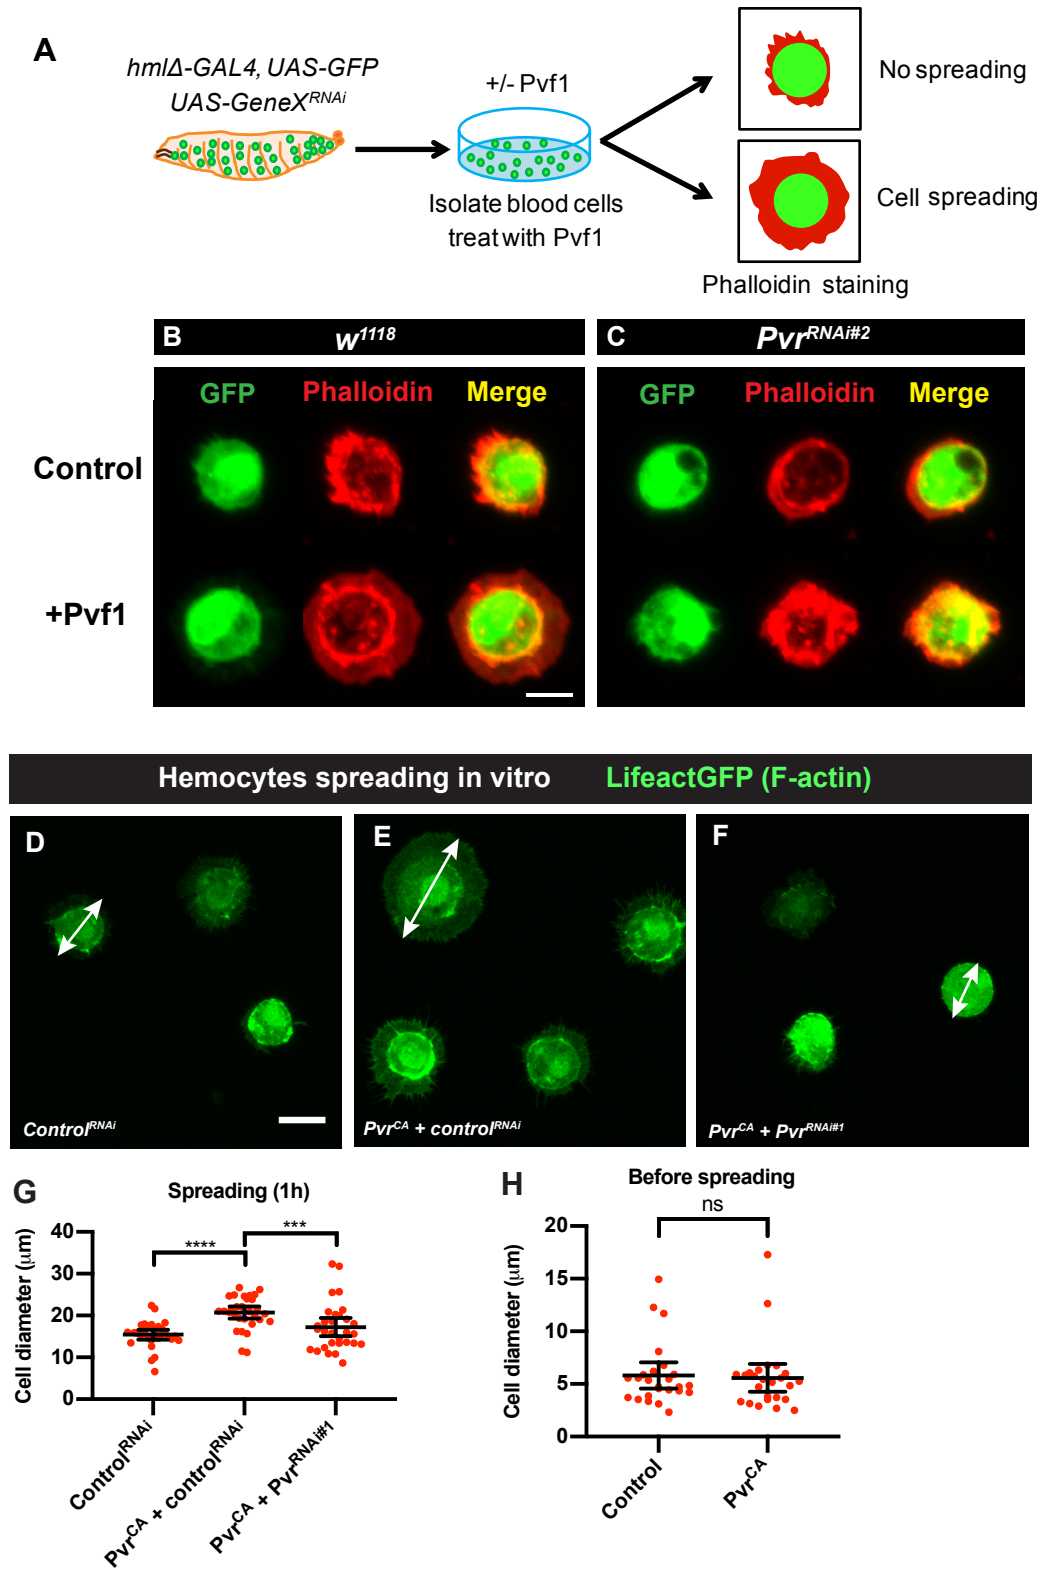 A
hmlΔ-GAL4, UAS-GFP
UAS-GeneX^RNAi
+/- Pvf1
Isolate blood cells
treat with Pvf1
No spreading
Cell spreading
Phalloidin staining
B w^1118
C Pvr^RNAi#2
GFP Phalloidin Merge
GFP Phalloidin Merge
Control
+Pvf1
Hemocytes spreading in vitro LifeactGFP (F-actin)
D
E
F
Control^RNAi
Pvr^CA + control^RNAi
Pvr^CA + Pvr^RNAi#1
G
Spreading (1h)
Cell diameter (μm)
40
30
20
10
0
****
***
Control^RNAi
Pvr^CA + control^RNAi
Pvr^CA + Pvr^RNAi#1
H
Before spreading
ns
Cell diameter (μm)
20
15
10
5
0
Control
Pvr^CA